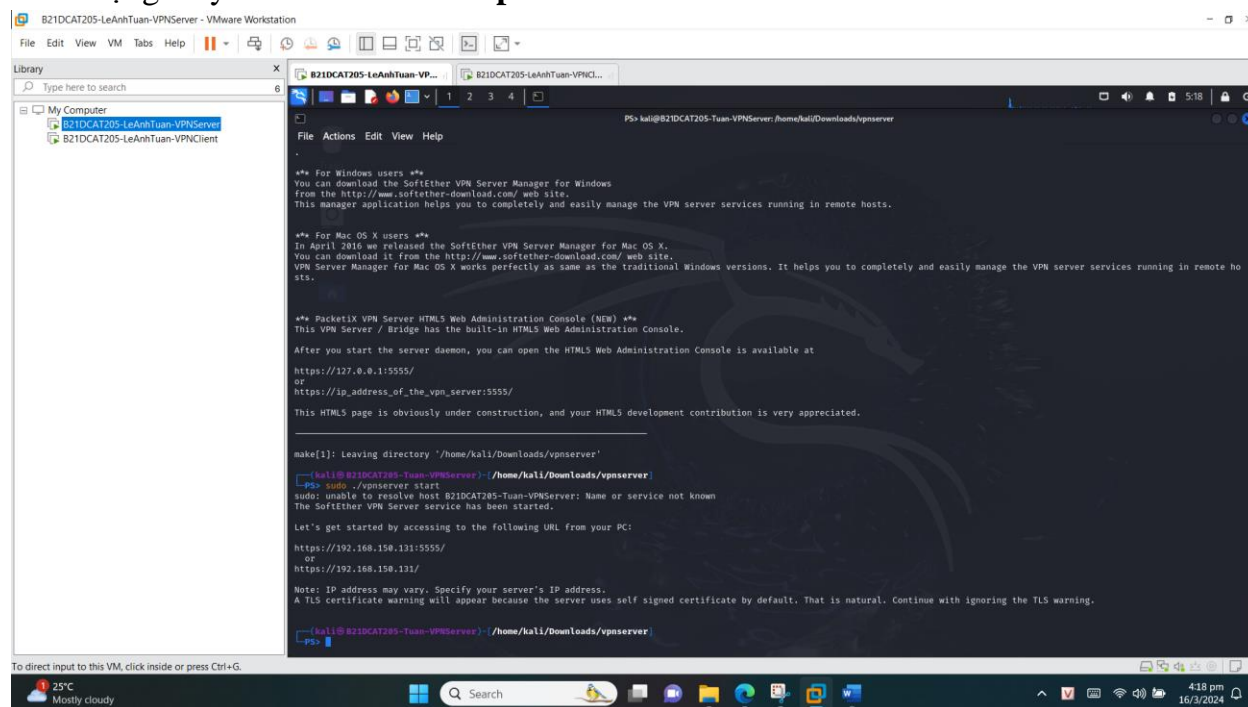 B21DCAT205-LeAnhTuan-VPNServer - VMware Workstation
File Edit View VM Tabs Help
Library X
Type here to search
My Computer
B21DCAT205-LeAnhTuan-VPNServer
B21DCAT205-LeAnhTuan-VPNClient
B21DCAT205-LeAnhTuan-VP... B21DCAT205-LeAnhTuan-VPNCl...
1 2 3 4 5:18
PS> kali@B21DCAT205-Tuan-VPNServer: /home/kali/Downloads/vpnserver
File Actions Edit View Help
.
*** For Windows users ***
You can download the SoftEther VPN Server Manager for Windows
from the http://www.softether-download.com/ web site.
This manager application helps you to completely and easily manage the VPN server services running in remote hosts.
*** For Mac OS X users ***
In April 2016 we released the SoftEther VPN Server Manager for Mac OS X.
You can download it from the http://www.softether-download.com/ web site.
VPN Server Manager for Mac OS X works perfectly as same as the traditional Windows versions. It helps you to completely and easily manage the VPN server services running in remote ho
sts.
*** PacketiX VPN Server HTML5 Web Administration Console (NEW) ***
This VPN Server / Bridge has the built-in HTML5 Web Administration Console.
After you start the server daemon, you can open the HTML5 Web Administration Console is available at
https://127.0.0.1:5555/
or
https://ip_address_of_the_vpn_server:5555/
This HTML5 page is obviously under construction, and your HTML5 development contribution is very appreciated.
make[1]: Leaving directory '/home/kali/Downloads/vpnserver'
(kali㉿B21DCAT205-Tuan-VPNServer)-[/home/kali/Downloads/vpnserver]
PS> sudo ./vpnserver start
sudo: unable to resolve host B21DCAT205-Tuan-VPNServer: Name or service not known
The SoftEther VPN Server service has been started.
Let's get started by accessing to the following URL from your PC:
https://192.168.150.131:5555/
or
https://192.168.150.131/
Note: IP address may vary. Specify your server's IP address.
A TLS certificate warning will appear because the server uses self signed certificate by default. That is natural. Continue with ignoring the TLS warning.
(kali㉿B21DCAT205-Tuan-VPNServer)-[/home/kali/Downloads/vpnserver]
PS>
To direct input to this VM, click inside or press Ctrl+G.
1 25°C
Mostly cloudy
Search
4:18 pm
16/3/2024